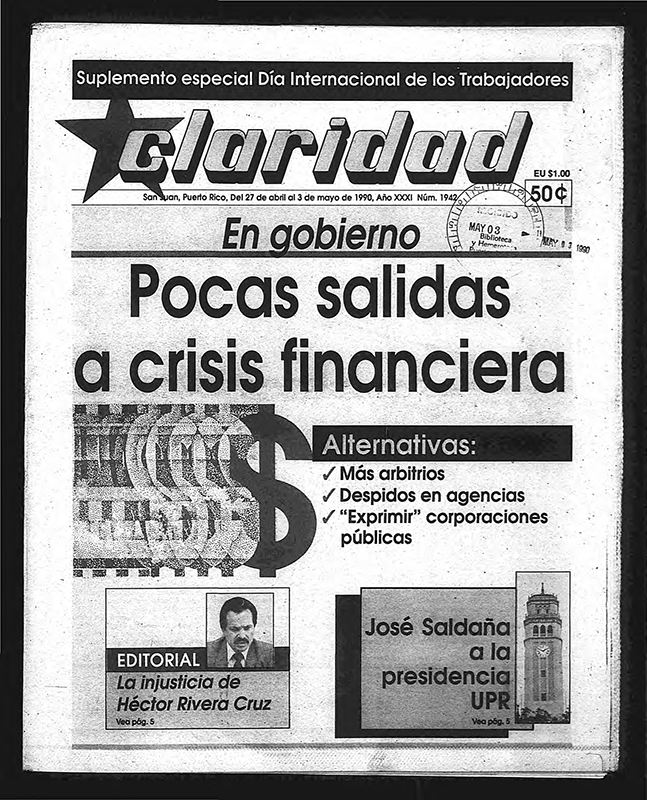 Suplemento especial Día Internacional de los Trabajadores
claridad
EU $1.00
50¢
San Juan, Puerto Rico, Del 27 de abril al 3 de mayo de 1990, Año XXXI Núm. 1942
MAY 03
Biblioteca
MAY 03 1990
En gobierno
Pocas salidas
a crisis financiera
$
Alternativas:
✓ Más arbitrios
✓ Despidos en agencias
✓ “Exprimir” corporaciones
públicas
EDITORIAL
La injusticia de
Héctor Rivera Cruz
Vea pág. 5
José Saldaña
a la
presidencia
UPR
Vea pág. 5